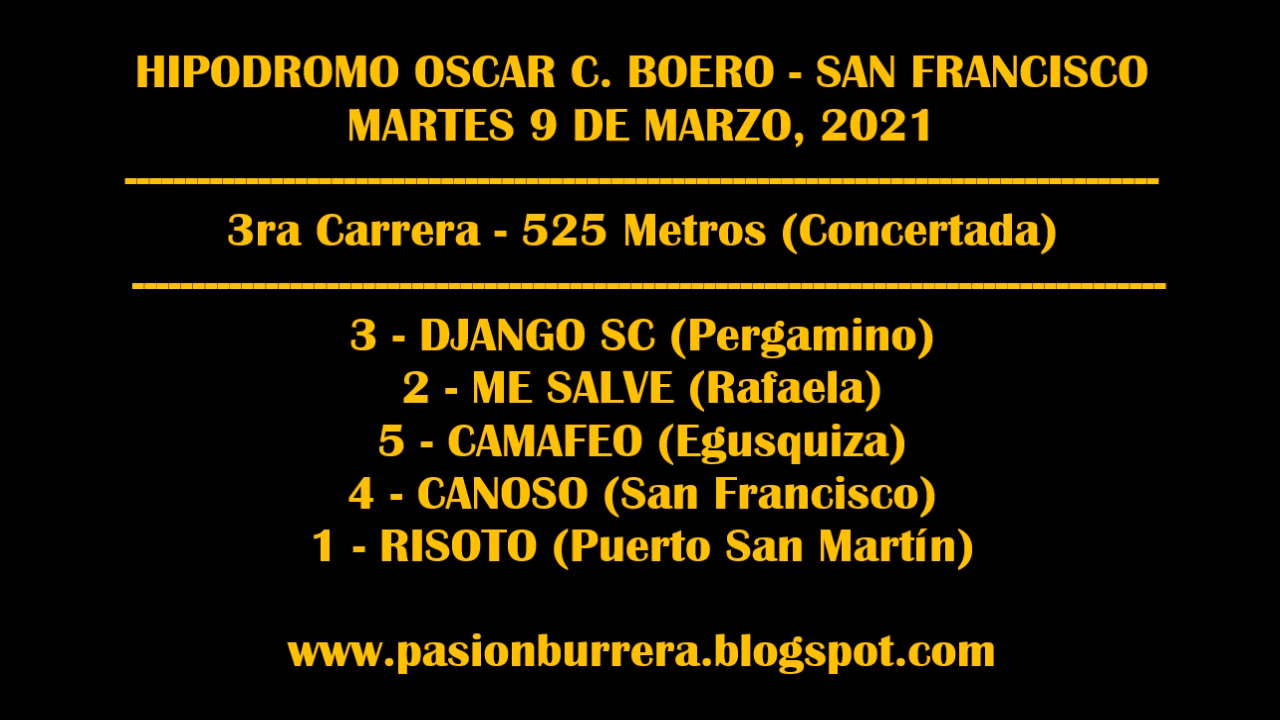 HIPODROMO OSCAR C. BOERO - SAN FRANCISCO
MARTES 9 DE MARZO, 2021
--------------------------------------------------------------------------------
3ra Carrera - 525 Metros (Concertada)
--------------------------------------------------------------------------------
3 - DJANGO SC (Pergamino)
2 - ME SALVE (Rafaela)
5 - CAMAFEO (Egusquiza)
4 - CANOSO (San Francisco)
1 - RISOTO (Puerto San Martín)
www.pasionburrera.blogspot.com